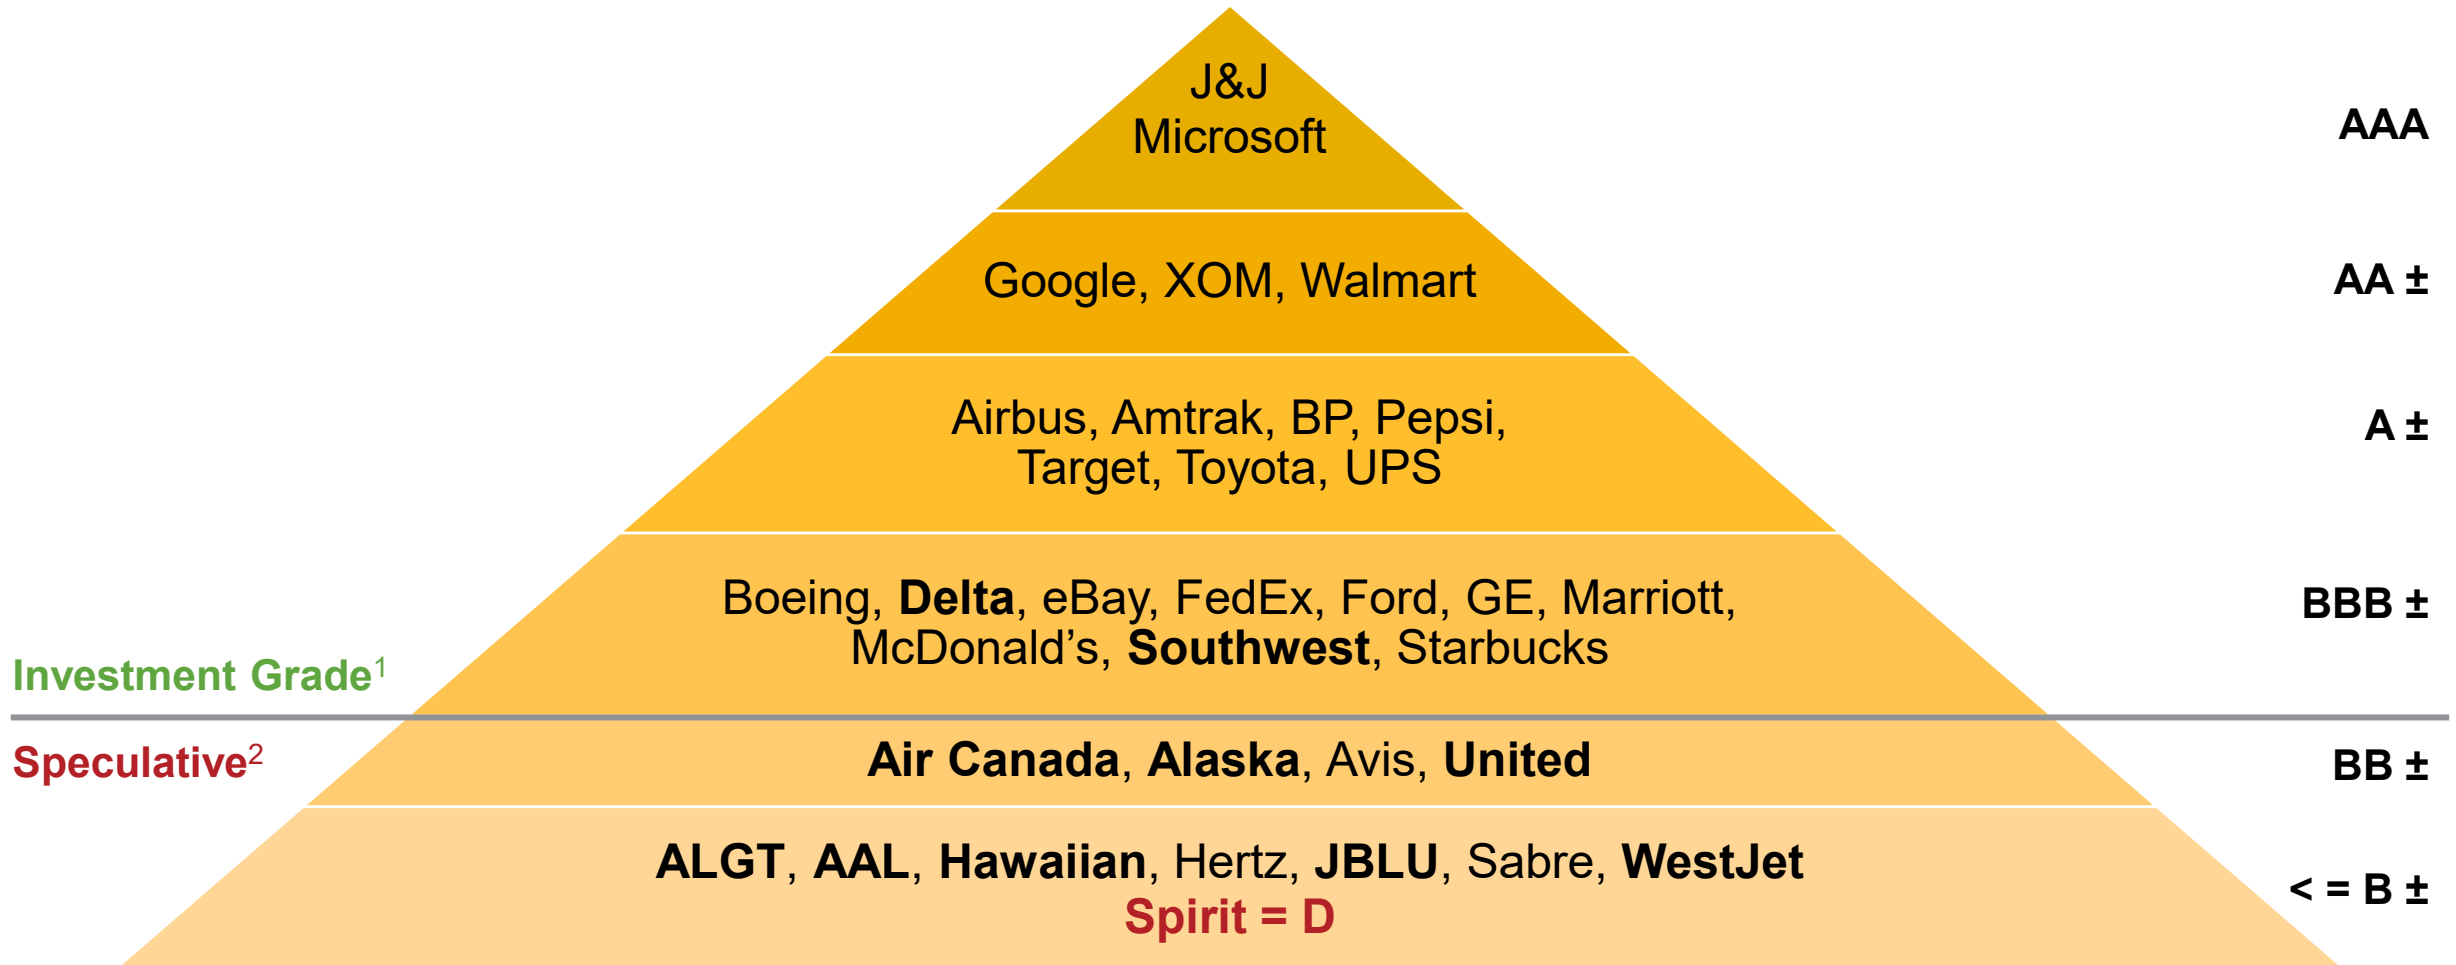 J&J
Microsoft
AAA
Google, XOM, Walmart
AA ±
Airbus, Amtrak, BP, Pepsi,
Target, Toyota, UPS
A ±
Boeing, Delta, eBay, FedEx, Ford, GE, Marriott,
McDonald’s, Southwest, Starbucks
BBB ±
Investment Grade¹
Speculative²
Air Canada, Alaska, Avis, United
BB ±
ALGT, AAL, Hawaiian, Hertz, JBLU, Sabre, WestJet
Spirit = D
< = B ±